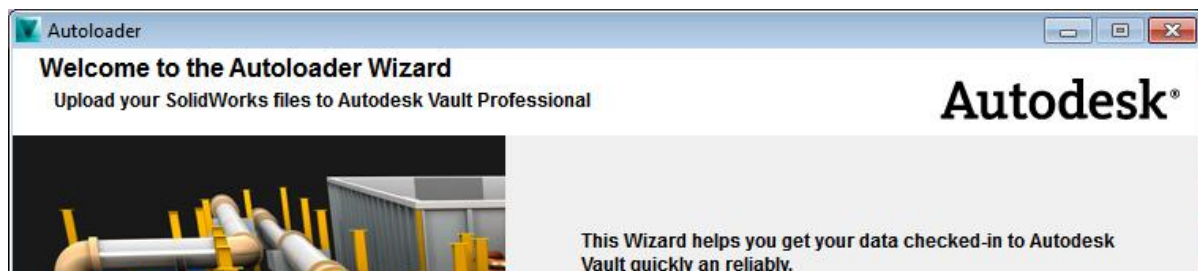 Autoloader
Welcome to the Autoloader Wizard
Upload your SolidWorks files to Autodesk Vault Professional
Autodesk®
This Wizard helps you get your data checked-in to Autodesk
Vault quickly an reliably.